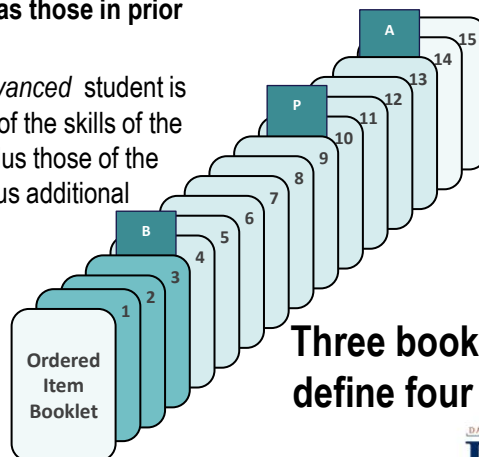 as those in prior
vanced student is
of the skills of the
us those of the
us additional
A
P
B
15
14
13
12
11
10
9
8
7
6
5
4
3
2
1
Ordered
Item
Booklet
Three book
define four